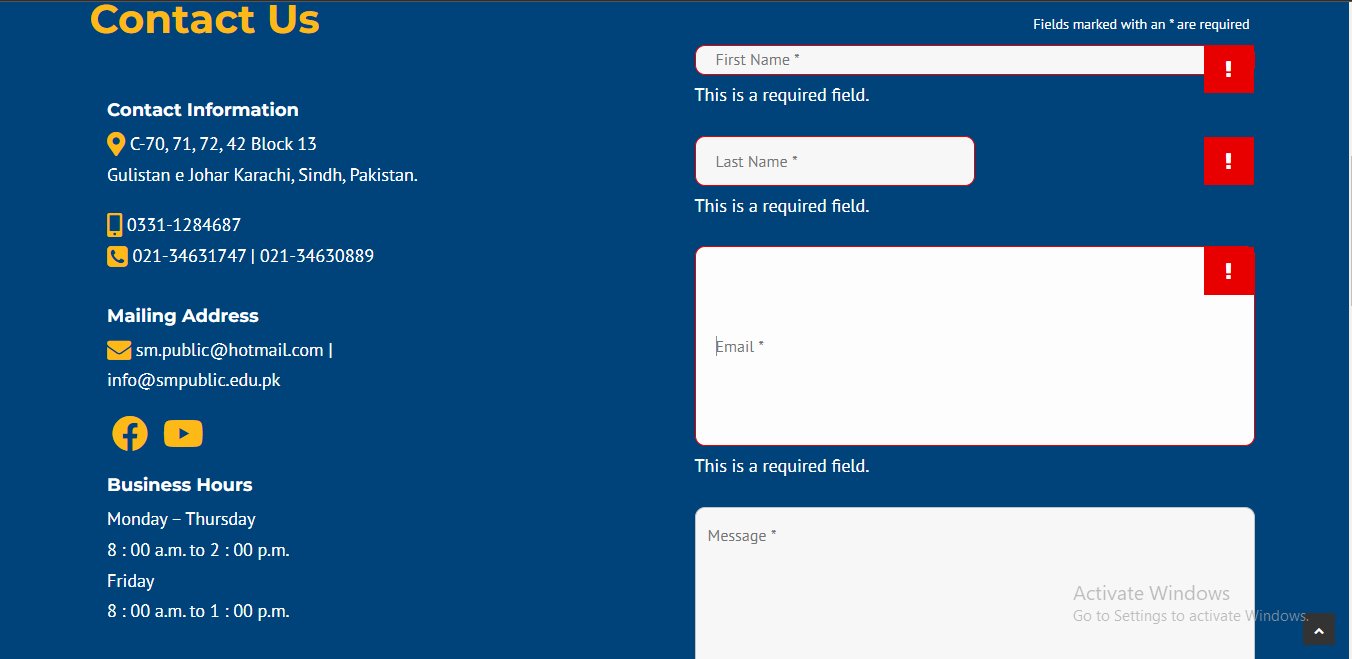 Contact Us
Contact Information
C-70, 71, 72, 42 Block 13
Gulistan e Johar Karachi, Sindh, Pakistan.
0331-1284687
021-34631747 | 021-34630889
Mailing Address
sm.public@hotmail.com |
info@smpublic.edu.pk
Business Hours
Monday – Thursday
8 : 00 a.m. to 2 : 00 p.m.
Friday
8 : 00 a.m. to 1 : 00 p.m.
Fields marked with an * are required
First Name *
!
This is a required field.
Last Name *
!
This is a required field.
!
Email *
This is a required field.
Message *
Activate Windows
Go to Settings to activate Windows.